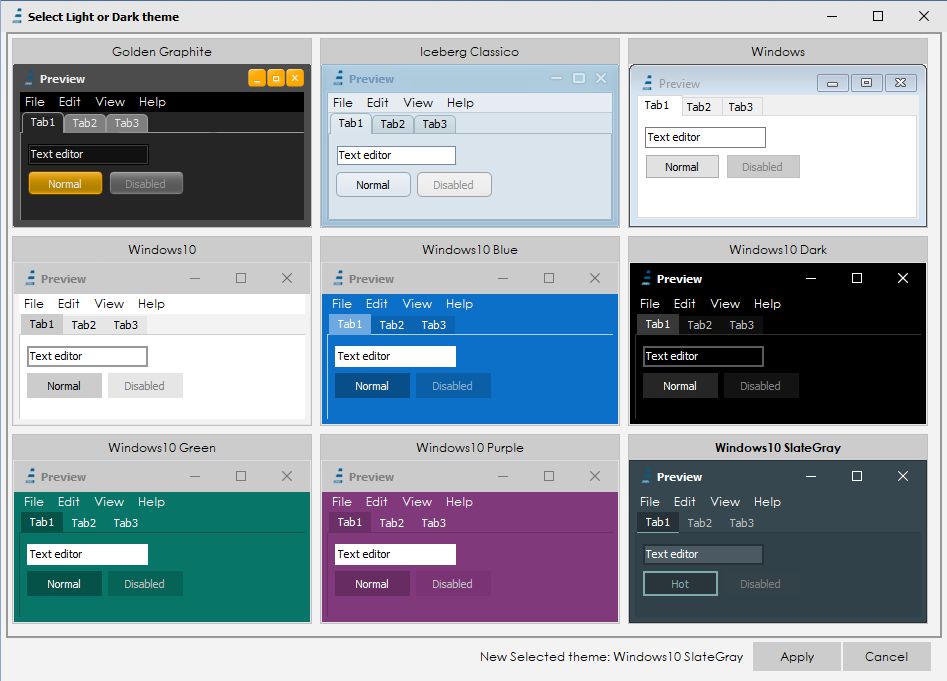 Select Light or Dark theme
Golden Graphite
Preview
File Edit View Help
Tab1 Tab2 Tab3
Text editor
Normal Disabled
Iceberg Classico
Preview
File Edit View Help
Tab1 Tab2 Tab3
Text editor
Normal Disabled
Windows
Preview
Tab1 Tab2 Tab3
Text editor
Normal Disabled
Windows10
Preview
File Edit View Help
Tab1 Tab2 Tab3
Text editor
Normal Disabled
Windows10 Blue
Preview
File Edit View Help
Tab1 Tab2 Tab3
Text editor
Normal Disabled
Windows10 Dark
Preview
File Edit View Help
Tab1 Tab2 Tab3
Text editor
Normal Disabled
Windows10 Green
Preview
File Edit View Help
Tab1 Tab2 Tab3
Text editor
Normal Disabled
Windows10 Purple
Preview
File Edit View Help
Tab1 Tab2 Tab3
Text editor
Normal Disabled
Windows10 SlateGray
Preview
File Edit View Help
Tab1 Tab2 Tab3
Text editor
Hot Disabled
New Selected theme: Windows10 SlateGray Apply Cancel